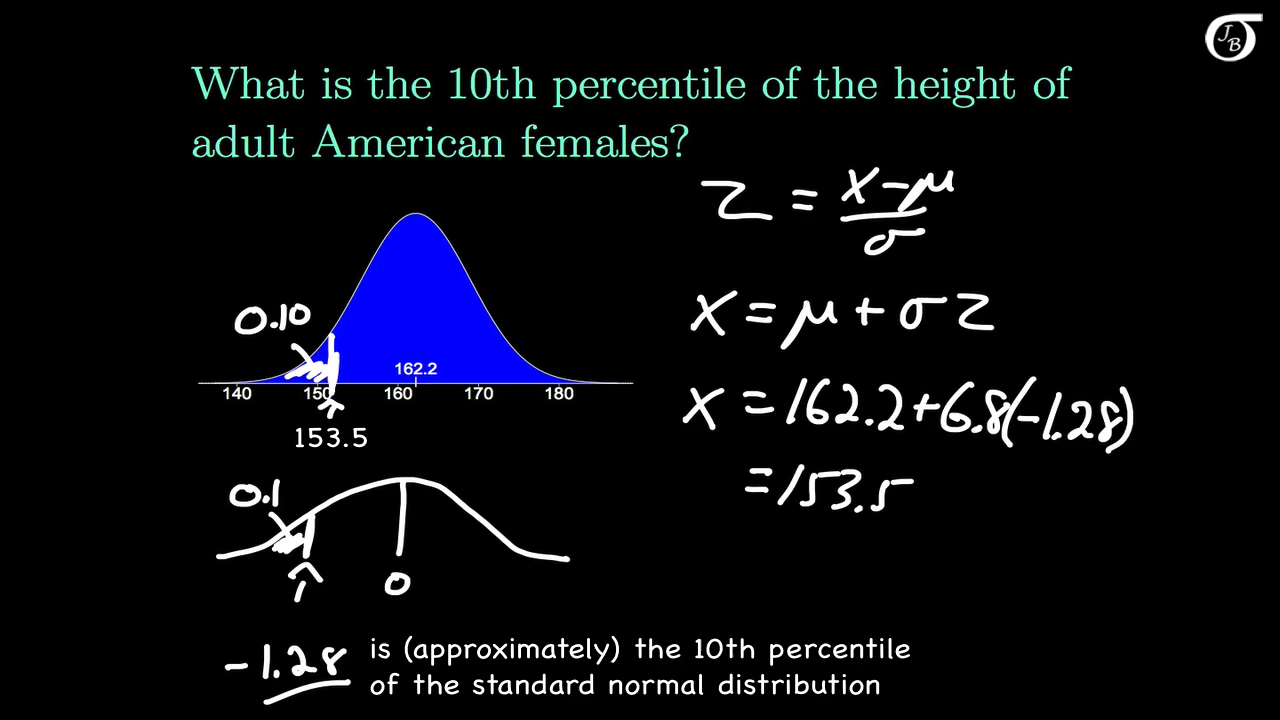 JB
What is the 10th percentile of the height of
adult American females?
z = x-μ
σ
0.10
x = μ + σz
162.2
140 150 160 170 180
153.5
x = 162.2 + 6.8(-1.28)
= 153.5
0.1
0
-1.28 is (approximately) the 10th percentile
of the standard normal distribution